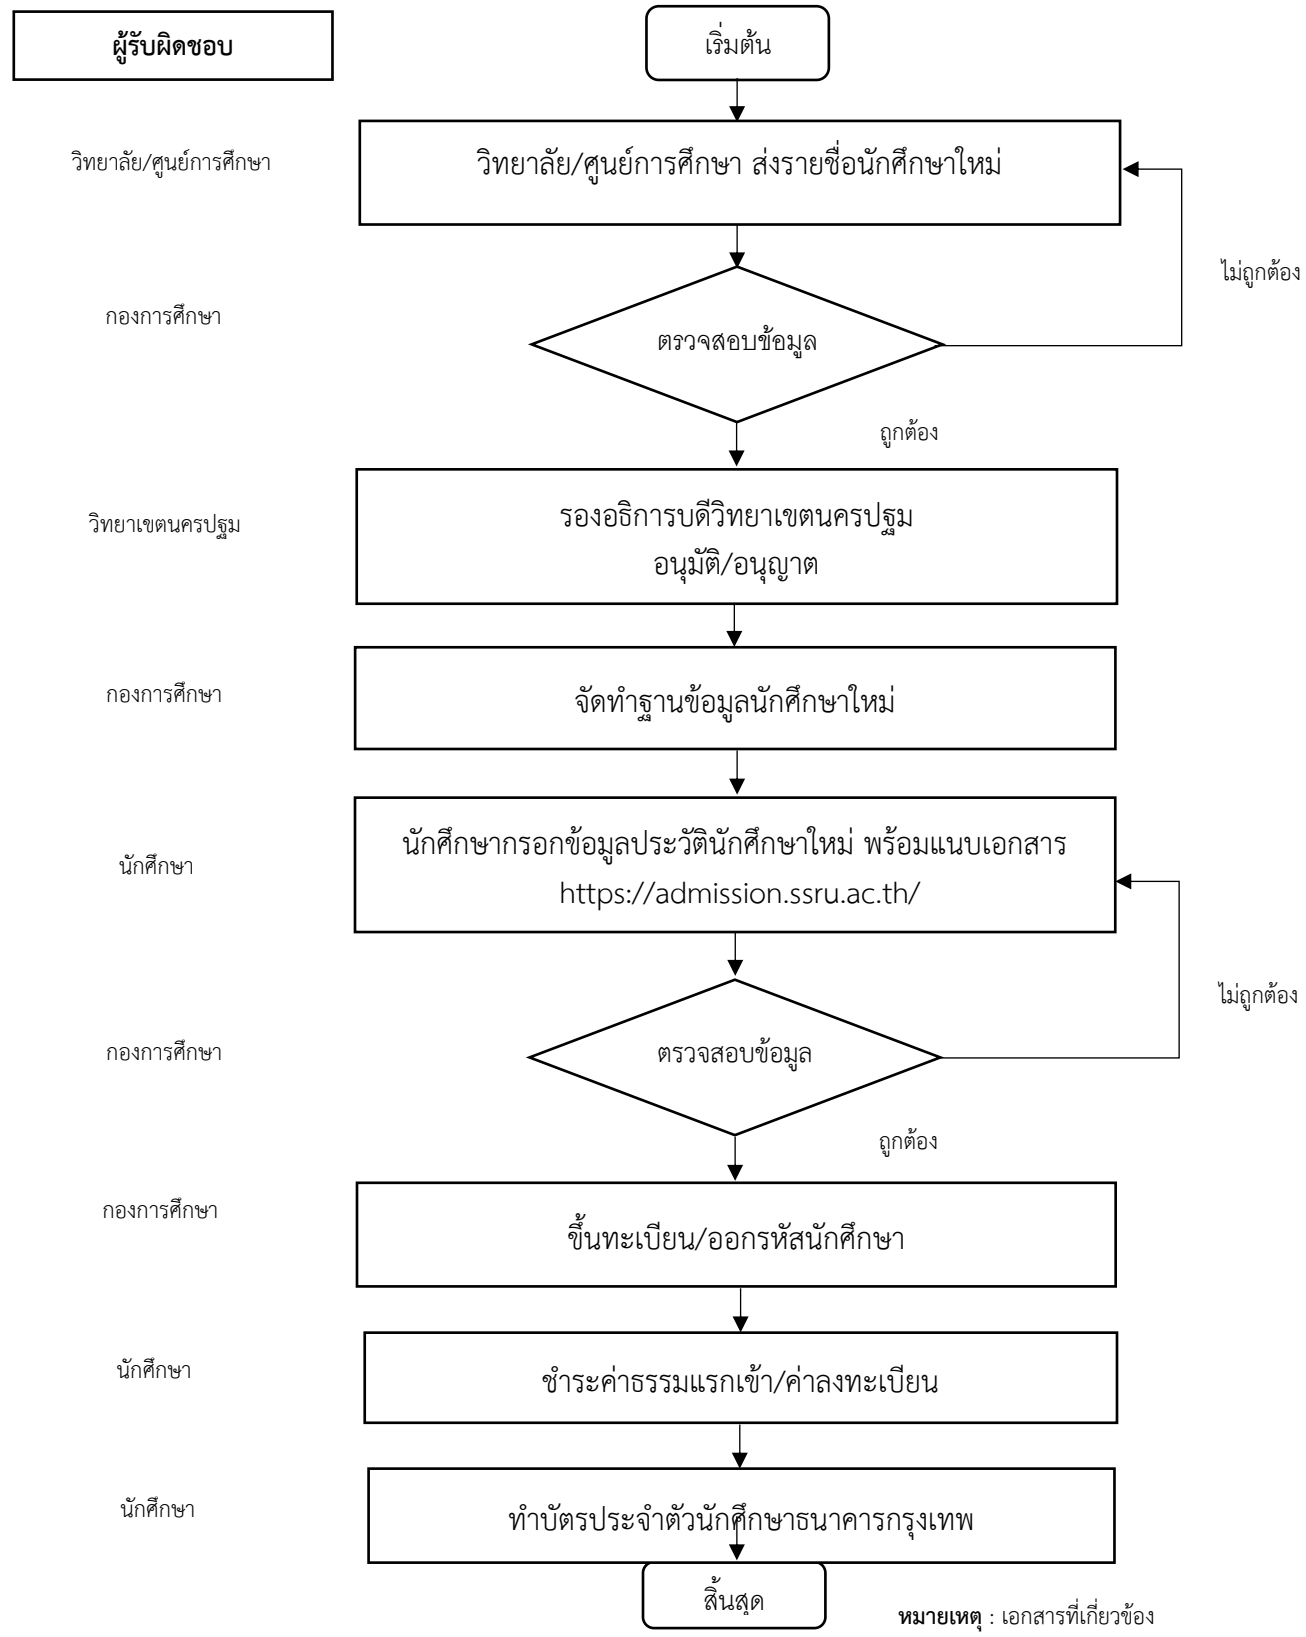 ผู้รับผิดชอบ
เริ่มต้น
วิทยาลัย/ศูนย์การศึกษา
วิทยาลัย/ศูนย์การศึกษา ส่งรายชื่อนักศึกษาใหม่
ไม่ถูกต้อง
กองการศึกษา
ตรวจสอบข้อมูล
ถูกต้อง
วิทยาเขตนครปฐม
รองอธิการบดีวิทยาเขตนครปฐม
อนุมัติ/อนุญาต
กองการศึกษา
จัดทำฐานข้อมูลนักศึกษาใหม่
นักศึกษา
นักศึกษากรอกข้อมูลประวัตินักศึกษาใหม่ พร้อมแนบเอกสาร
https://admission.ssru.ac.th/
ไม่ถูกต้อง
กองการศึกษา
ตรวจสอบข้อมูล
ถูกต้อง
กองการศึกษา
ขึ้นทะเบียน/ออกรหัสนักศึกษา
นักศึกษา
ชำระค่าธรรมแรกเข้า/ค่าลงทะเบียน
นักศึกษา
ทำบัตรประจำตัวนักศึกษาธนาคารกรุงเทพ
สิ้นสุด
หมายเหตุ : เอกสารที่เกี่ยวข้อง